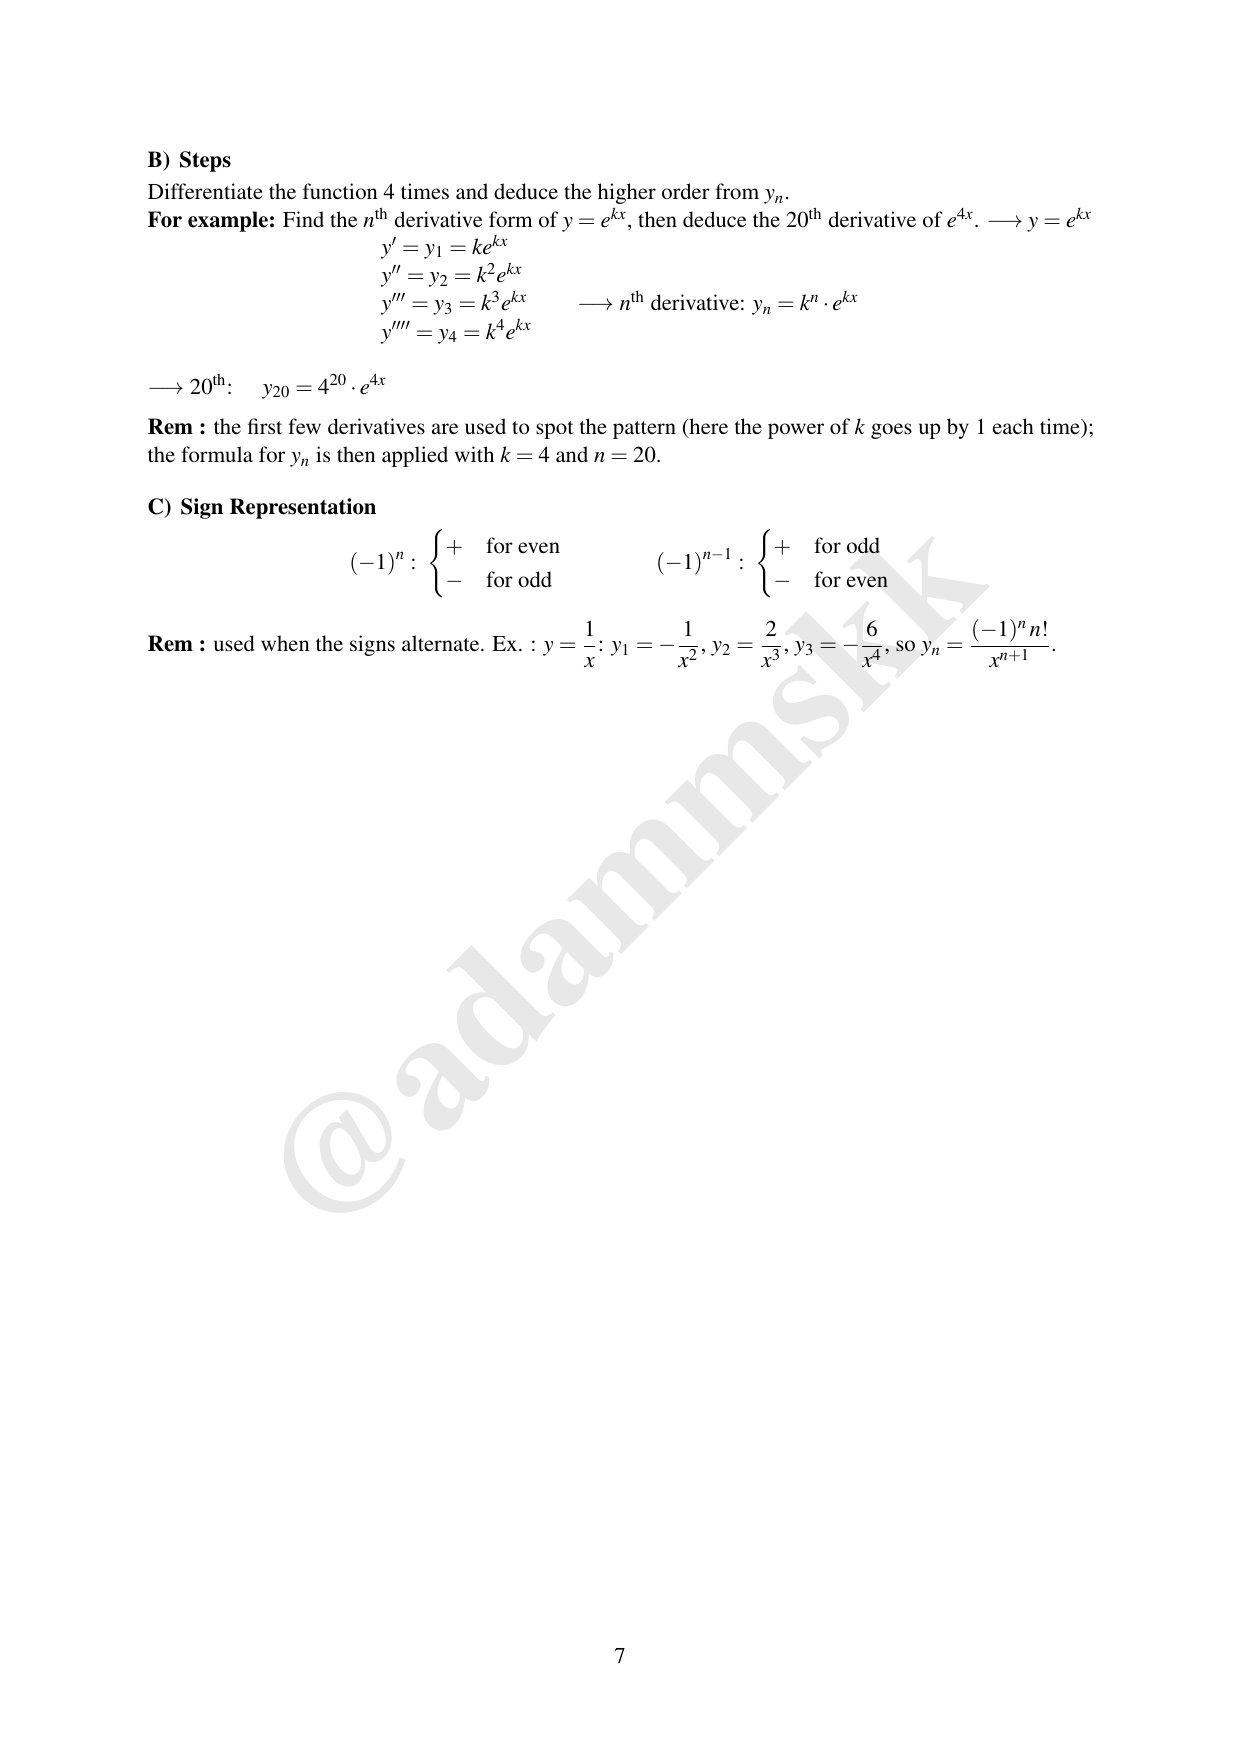 B) Steps
Differentiate the function 4 times and deduce the higher order from yₙ.
For example: Find the nᵗʰ derivative form of y = eᵏˣ, then deduce the 20ᵗʰ derivative of e⁴ˣ. ⟶ y = eᵏˣ
y′ = y₁ = keᵏˣ
y″ = y₂ = k²eᵏˣ
y‴ = y₃ = k³eᵏˣ ⟶ nᵗʰ derivative: yₙ = kⁿ · eᵏˣ
y⁗ = y₄ = k⁴eᵏˣ
⟶ 20ᵗʰ: y₂₀ = 4²⁰ · e⁴ˣ
Rem : the first few derivatives are used to spot the pattern (here the power of k goes up by 1 each time);
the formula for yₙ is then applied with k = 4 and n = 20.
C) Sign Representation
(−1)ⁿ : { + for even − for odd (−1)ⁿ⁻¹ : { + for odd − for even
Rem : used when the signs alternate. Ex. : y = 1/x: y₁ = −1/x², y₂ = 2/x³, y₃ = −6/x⁴, so yₙ = (−1)ⁿ n!/xⁿ⁺¹.
@adammskk
7